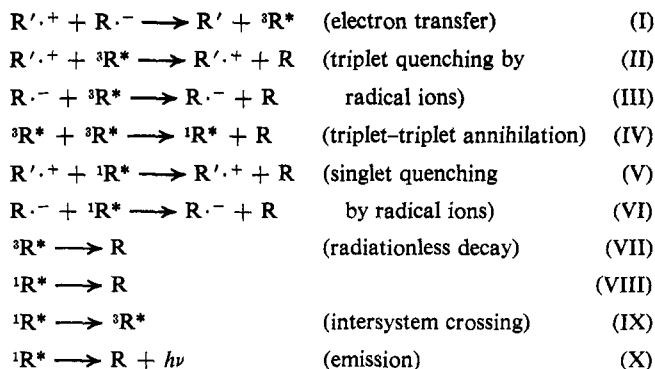 R′·⁺ + R·⁻ ⟶ R′ + ³R* (electron transfer) (I)
R′·⁺ + ³R* ⟶ R′·⁺ + R (triplet quenching by (II)
R·⁻ + ³R* ⟶ R·⁻ + R radical ions) (III)
³R* + ³R* ⟶ ¹R* + R (triplet–triplet annihilation) (IV)
R′·⁺ + ¹R* ⟶ R′·⁺ + R (singlet quenching (V)
R·⁻ + ¹R* ⟶ R·⁻ + R by radical ions) (VI)
³R* ⟶ R (radiationless decay) (VII)
¹R* ⟶ R (VIII)
¹R* ⟶ ³R* (intersystem crossing) (IX)
¹R* ⟶ R + hν (emission) (X)